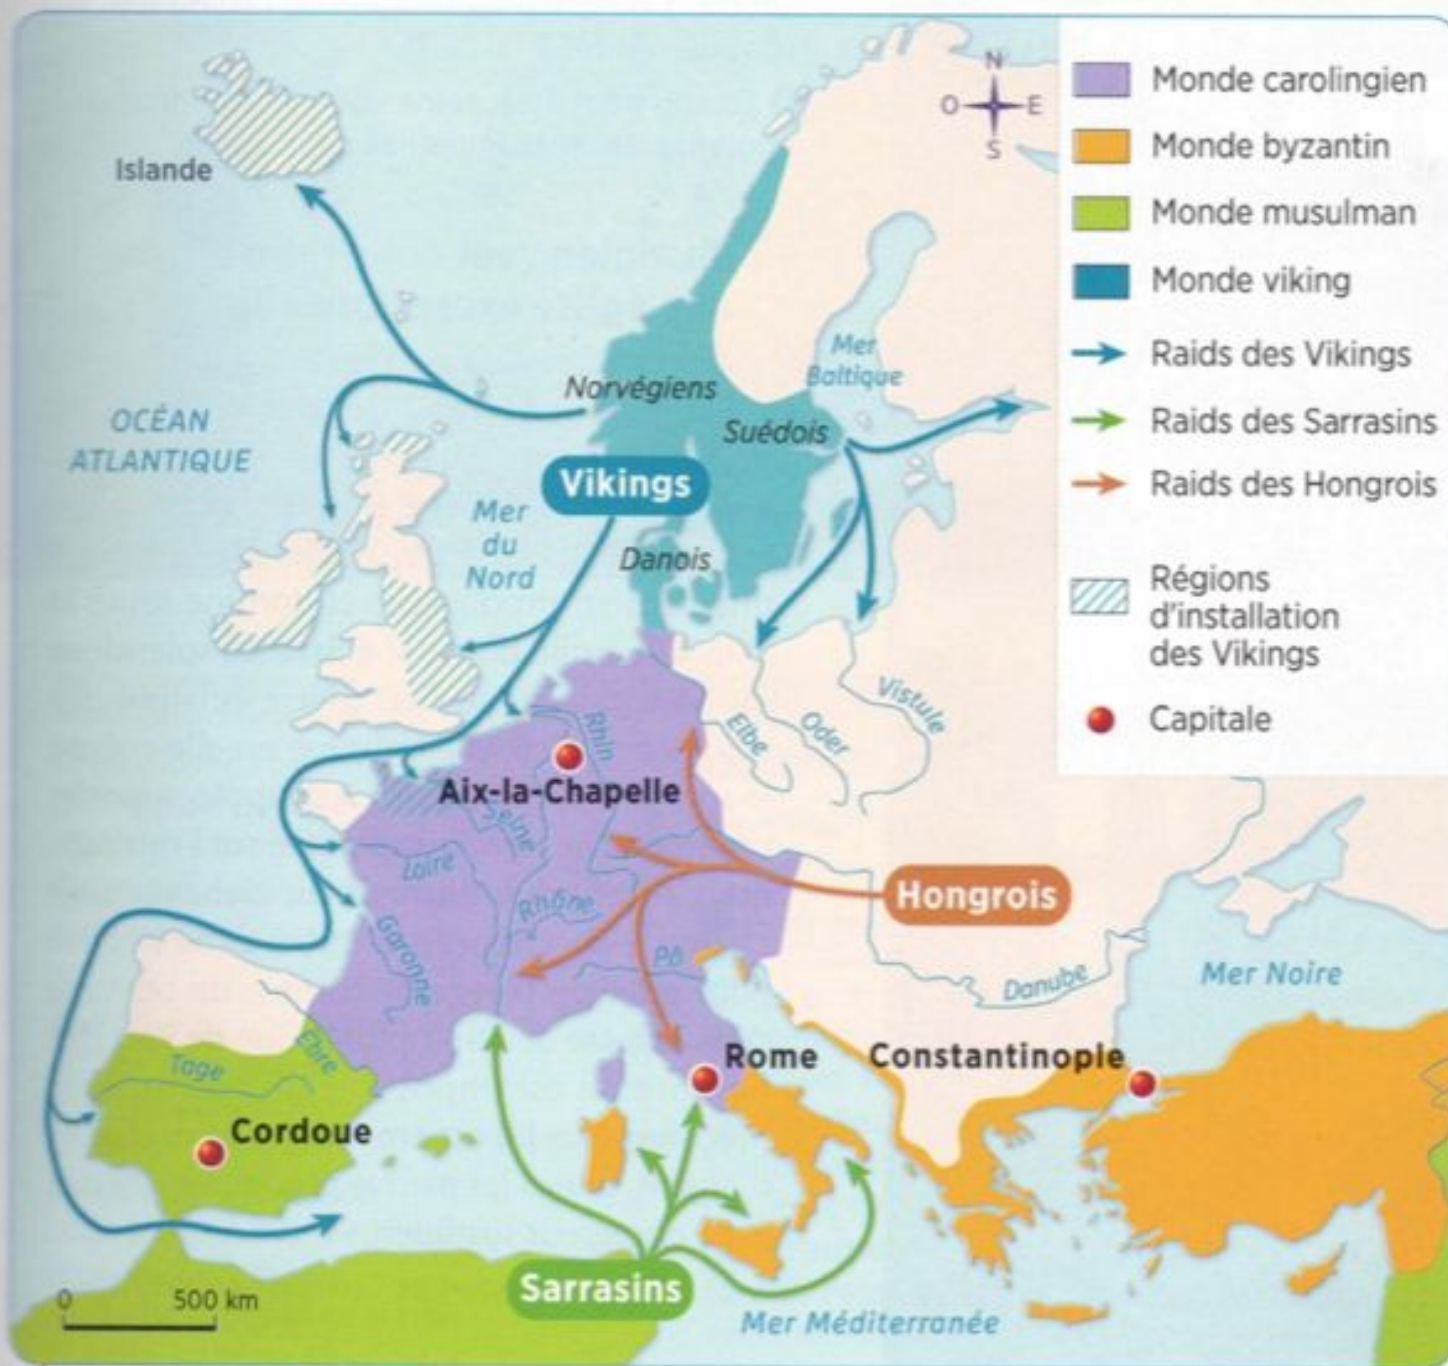 N
O
E
S
Monde carolingien
Monde byzantin
Monde musulman
Monde viking
Raids des Vikings
Raids des Sarrasins
Raids des Hongrois
Régions
d'installation
des Vikings
Capitale
Islande
OCÉAN
ATLANTIQUE
Mer
Baltique
Norvégiens
Suédois
Vikings
Mer
du
Nord
Danois
Vistule
Oder
Elbe
Rhin
Aix-la-Chapelle
Seine
Loire
Rhône
Garonne
Hongrois
Pô
Danube
Mer Noire
Rome
Constantinople
Ebre
Tage
Cordoue
Sarrasins
Mer Méditerranée
0
500 km